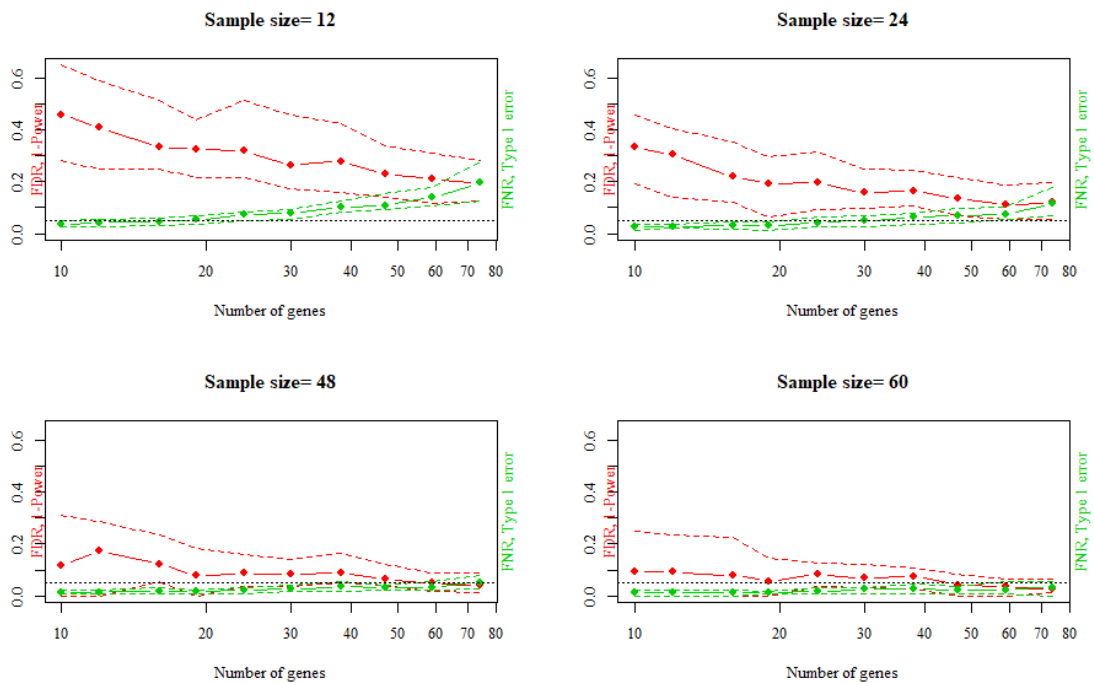 Sample size= 12
FDR, 1-Power
0.0 0.2 0.4 0.6
10 20 30 40 50 60 70 80
Number of genes
FNR, Type 1 error
Sample size= 24
FDR, 1-Power
0.0 0.2 0.4 0.6
10 20 30 40 50 60 70 80
Number of genes
FNR, Type 1 error
Sample size= 48
FDR, 1-Power
0.0 0.2 0.4 0.6
10 20 30 40 50 60 70 80
Number of genes
FNR, Type 1 error
Sample size= 60
FDR, 1-Power
0.0 0.2 0.4 0.6
10 20 30 40 50 60 70 80
Number of genes
FNR, Type 1 error